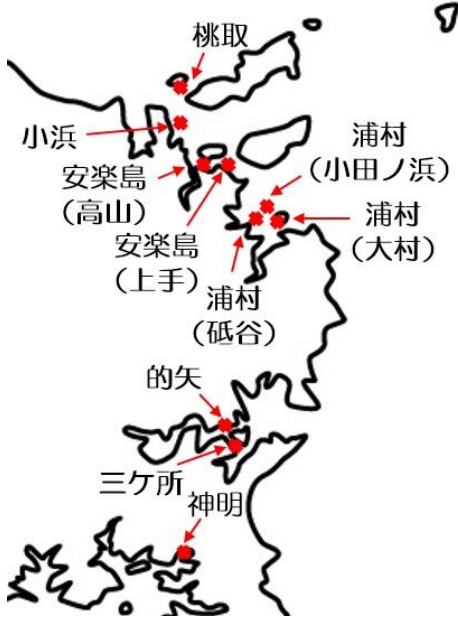 桃取
小浜
安楽島
（高山）
安楽島
（上手）
浦村
（小田ノ浜）
浦村
（大村）
浦村
（砥谷）
的矢
三ケ所
神明